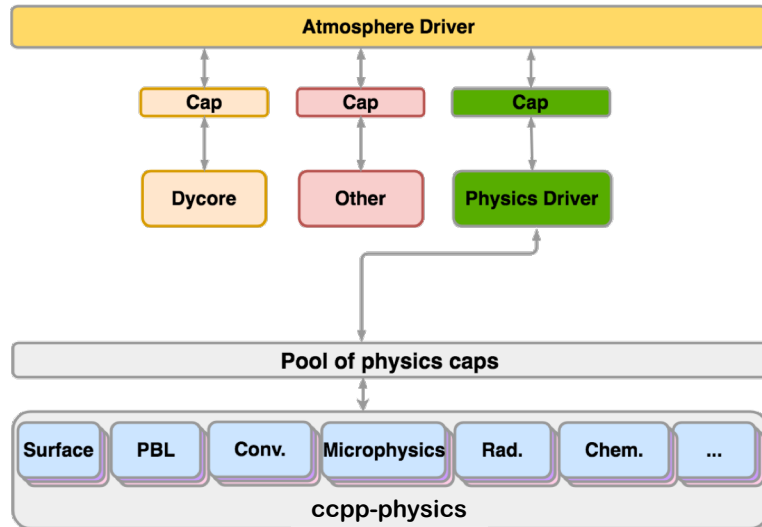 Atmosphere Driver
Cap
Cap
Cap
Dycore
Other
Physics Driver
Pool of physics caps
Surface
PBL
Conv.
Microphysics
Rad.
Chem.
...
ccpp-physics